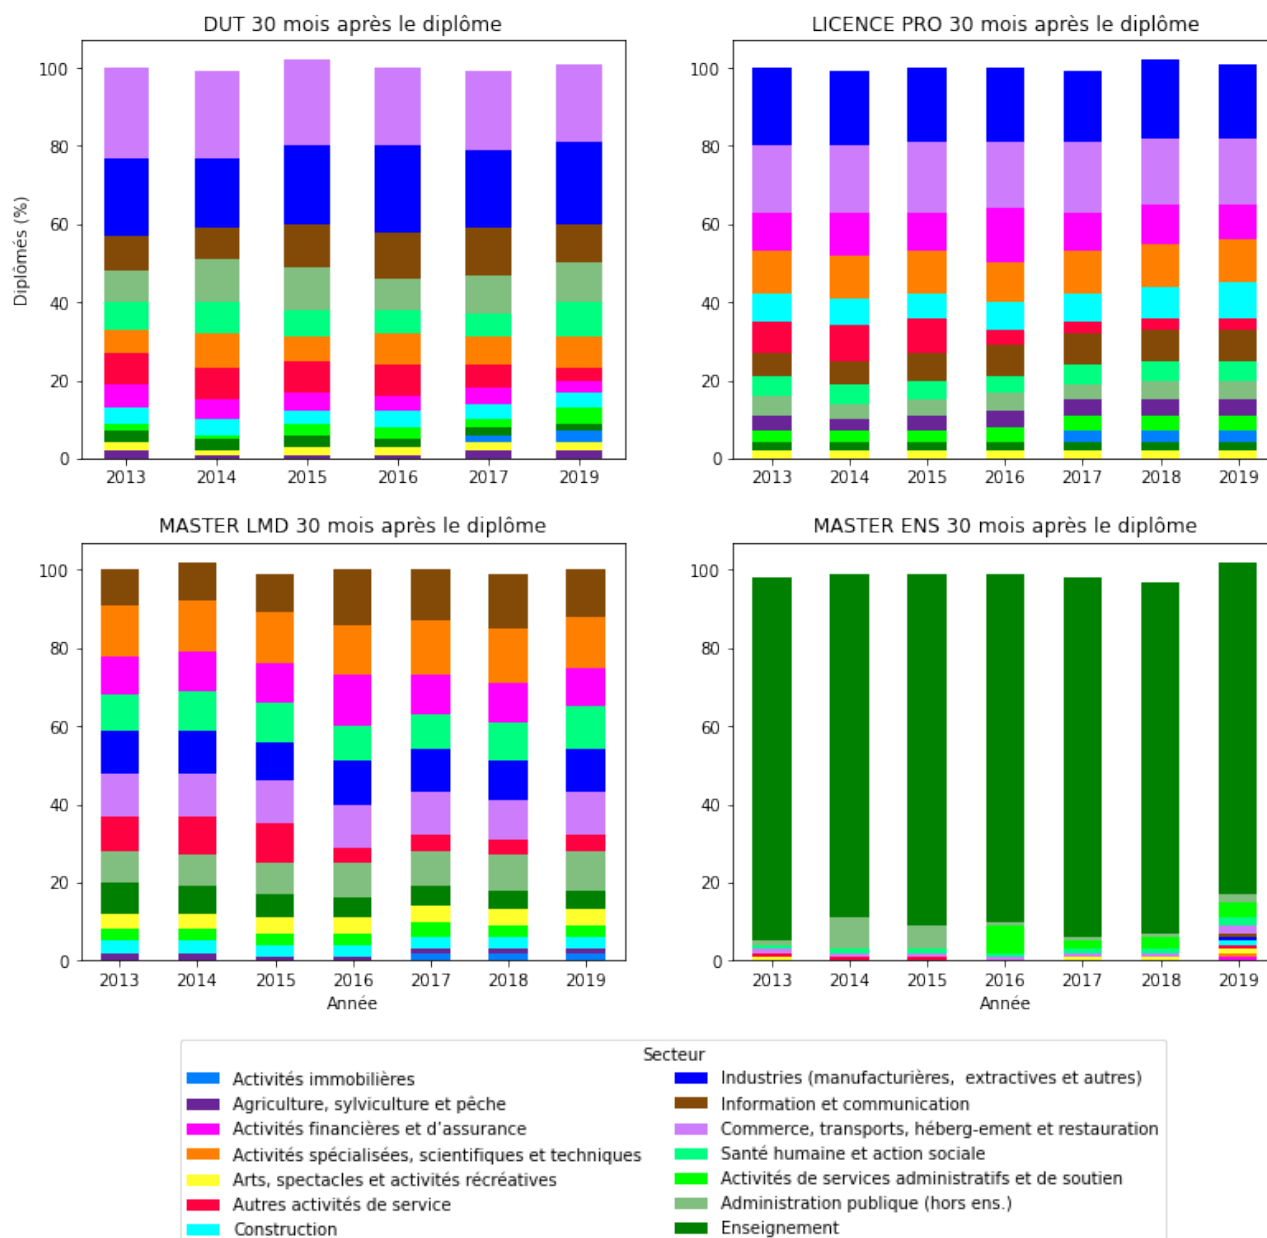 DUT 30 mois après le diplôme
LICENCE PRO 30 mois après le diplôme
Diplômés (%)
100
80
60
40
20
0
2013 2014 2015 2016 2017 2019
100
80
60
40
20
0
2013 2014 2015 2016 2017 2018 2019
MASTER LMD 30 mois après le diplôme
MASTER ENS 30 mois après le diplôme
100
80
60
40
20
0
2013 2014 2015 2016 2017 2018 2019
Année
100
80
60
40
20
0
2013 2014 2015 2016 2017 2018 2019
Année
Secteur
Activités immobilières
Agriculture, sylviculture et pêche
Activités financières et d'assurance
Activités spécialisées, scientifiques et techniques
Arts, spectacles et activités récréatives
Autres activités de service
Construction
Industries (manufacturières,  extractives et autres)
Information et communication
Commerce, transports, héberg-ement et restauration
Santé humaine et action sociale
Activités de services administratifs et de soutien
Administration publique (hors ens.)
Enseignement